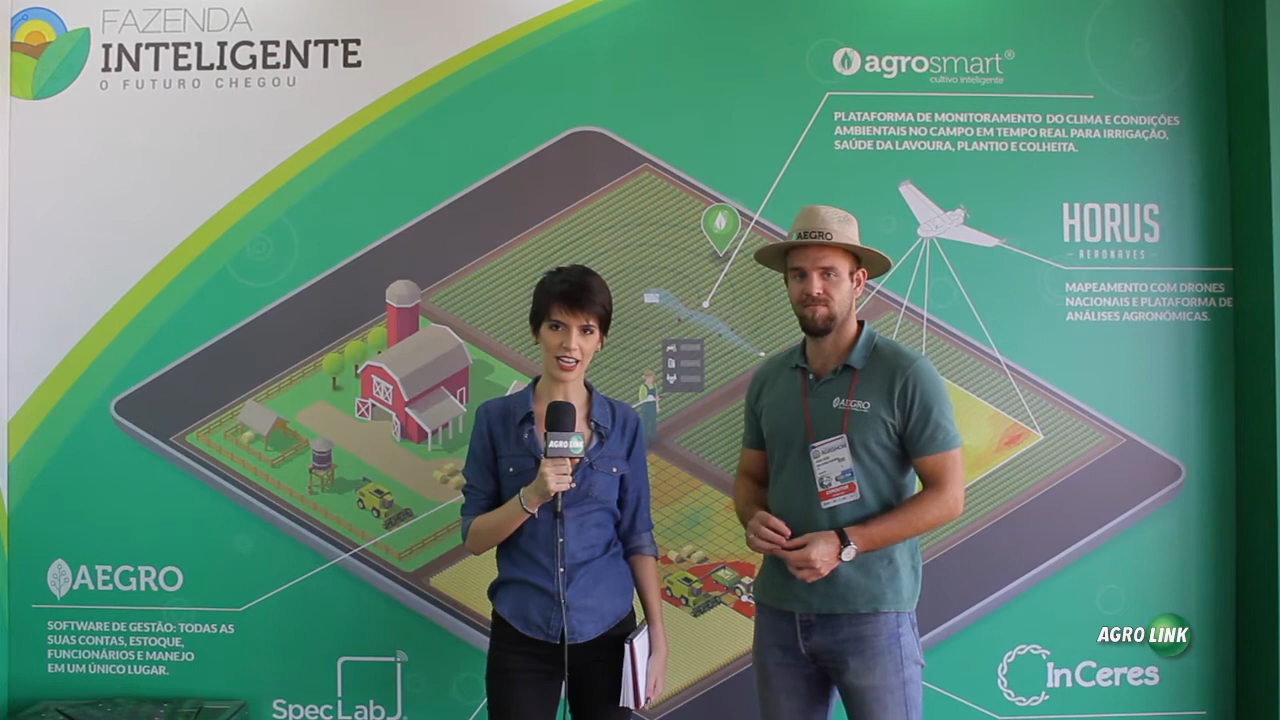 FAZENDA
INTELIGENTE
O FUTURO CHEGOU
agrosmart®
cultivo inteligente
PLATAFORMA DE MONITORAMENTO DO CLIMA E CONDIÇÕES
AMBIENTAIS NO CAMPO EM TEMPO REAL PARA IRRIGAÇÃO,
SAÚDE DA LAVOURA, PLANTIO E COLHEITA.
HORUS
AERONAVES
MAPEAMENTO COM DRONES
NACIONAIS E PLATAFORMA DE
ANÁLISES AGRONÔMICAS.
AEGRO
AEGRO
AGRO LINK
EXPOSITOR
AEGRO
SOFTWARE DE GESTÃO: TODAS AS
SUAS CONTAS, ESTOQUE,
FUNCIONÁRIOS E MANEJO
EM UM ÚNICO LUGAR.
SpecLab
AGRO LINK
InCeres